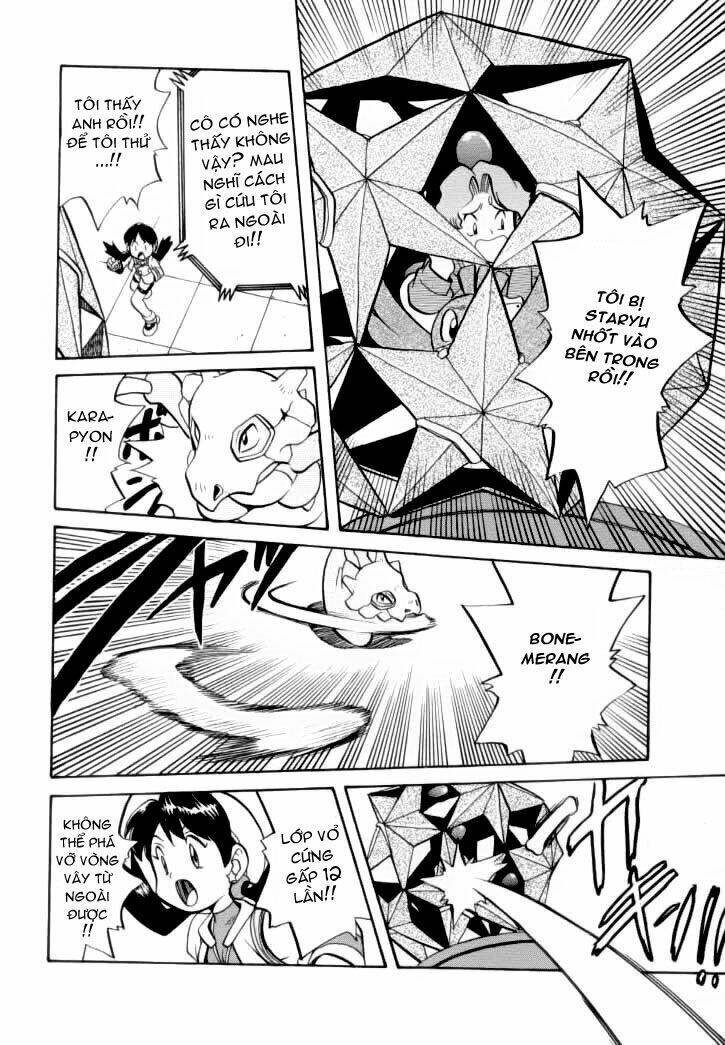 TÔI BỊ
STARYU
NHỐT VÀO
BÊN TRONG
RỒI!!
CÔ CÓ NGHE
THẤY KHÔNG
VẬY? MAU
NGHĨ CÁCH
GÌ CỨU TÔI
RA NGOÀI
ĐI!!
TÔI THẤY
ANH RỒI!!
ĐỂ TÔI THỬ
...!!
KARA-
PYON
!!
BONE-
MERANG
!!
LỚP VỎ
CỨNG
GẤP 12
LẦN!!
KHÔNG
THỂ PHÁ
VỠ VÒNG
VÂY TỪ
NGOÀI
ĐƯỢC
!!